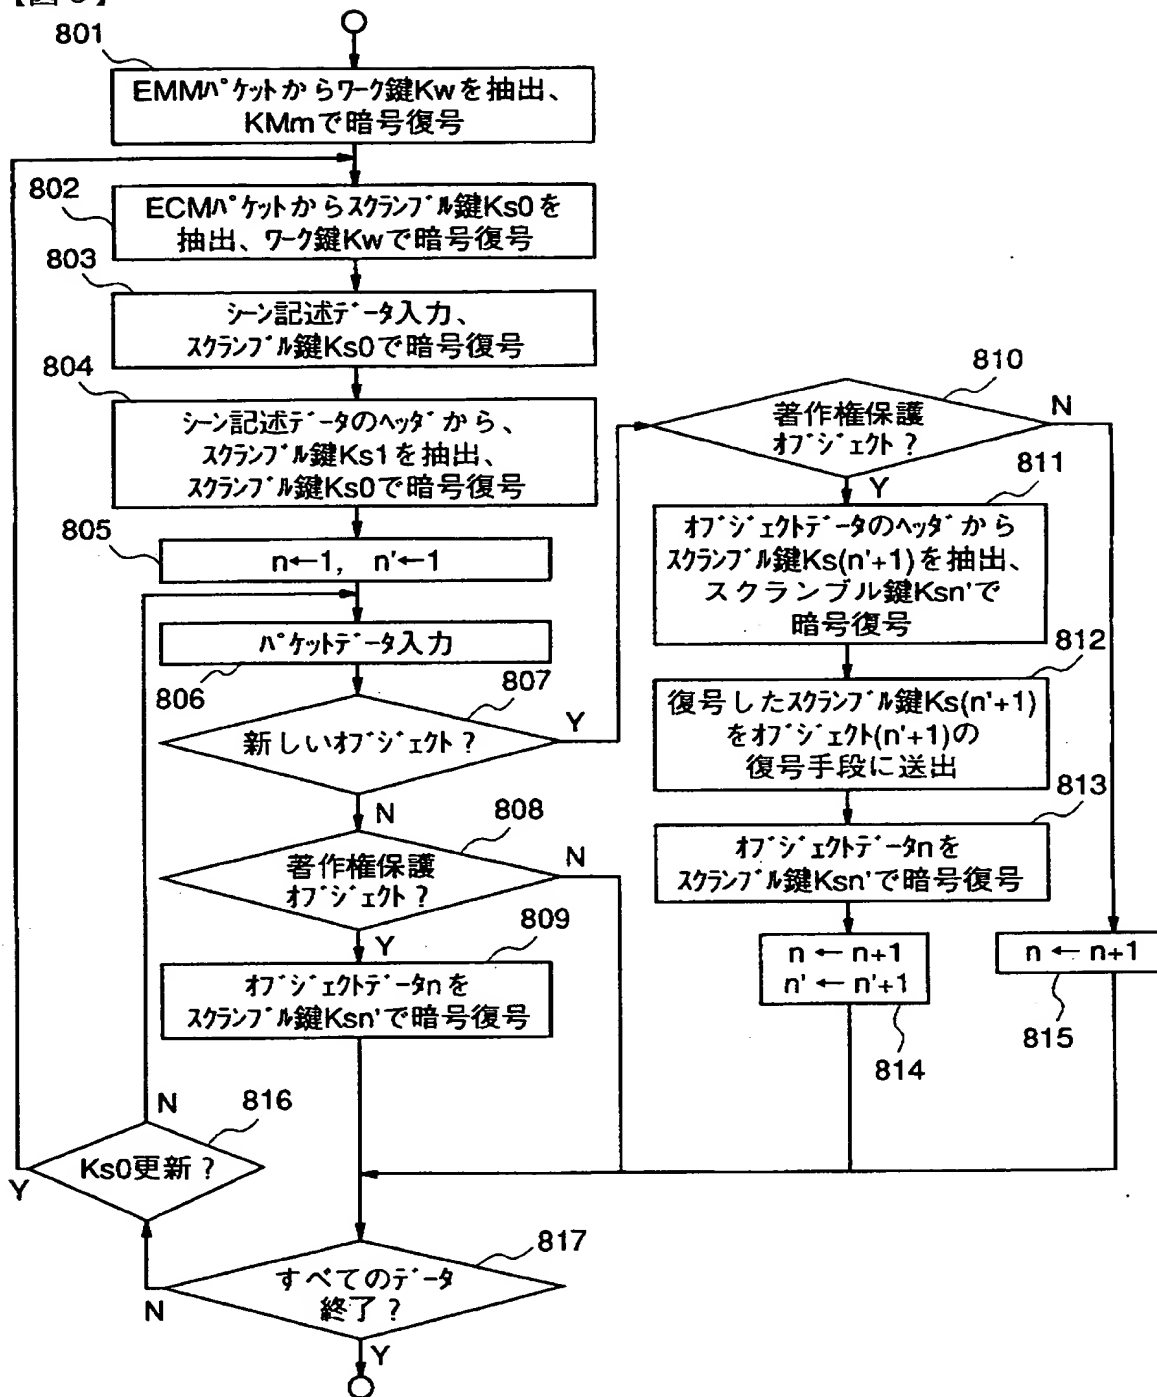 801
EMMパケットからワーク鍵Kwを抽出、
KMmで暗号復号
802
ECMパケットからスクランブル鍵Ks0を
抽出、ワーク鍵Kwで暗号復号
803
シーン記述データ入力、
スクランブル鍵Ks0で暗号復号
804
シーン記述データのヘッダから、
スクランブル鍵Ks1を抽出、
スクランブル鍵Ks0で暗号復号
805
n←1, n'←1
パケットデータ入力
806
807
新しいオブジェクト?
Y
N
808
著作権保護
オブジェクト?
N
Y
809
オブジェクトデータnを
スクランブル鍵Ksn'で暗号復号
810
著作権保護
オブジェクト?
N
Y
811
オブジェクトデータのヘッダから
スクランブル鍵Ks(n'+1)を抽出、
スクランブル鍵Ksn'で
暗号復号
812
復号したスクランブル鍵Ks(n'+1)
をオブジェクト(n'+1)の
復号手段に送出
813
オブジェクトデータnを
スクランブル鍵Ksn'で暗号復号
n ← n+1
n' ← n'+1
814
n ← n+1
815
N
816
Ks0更新?
Y
817
すべてのデータ
終了?
N
Y